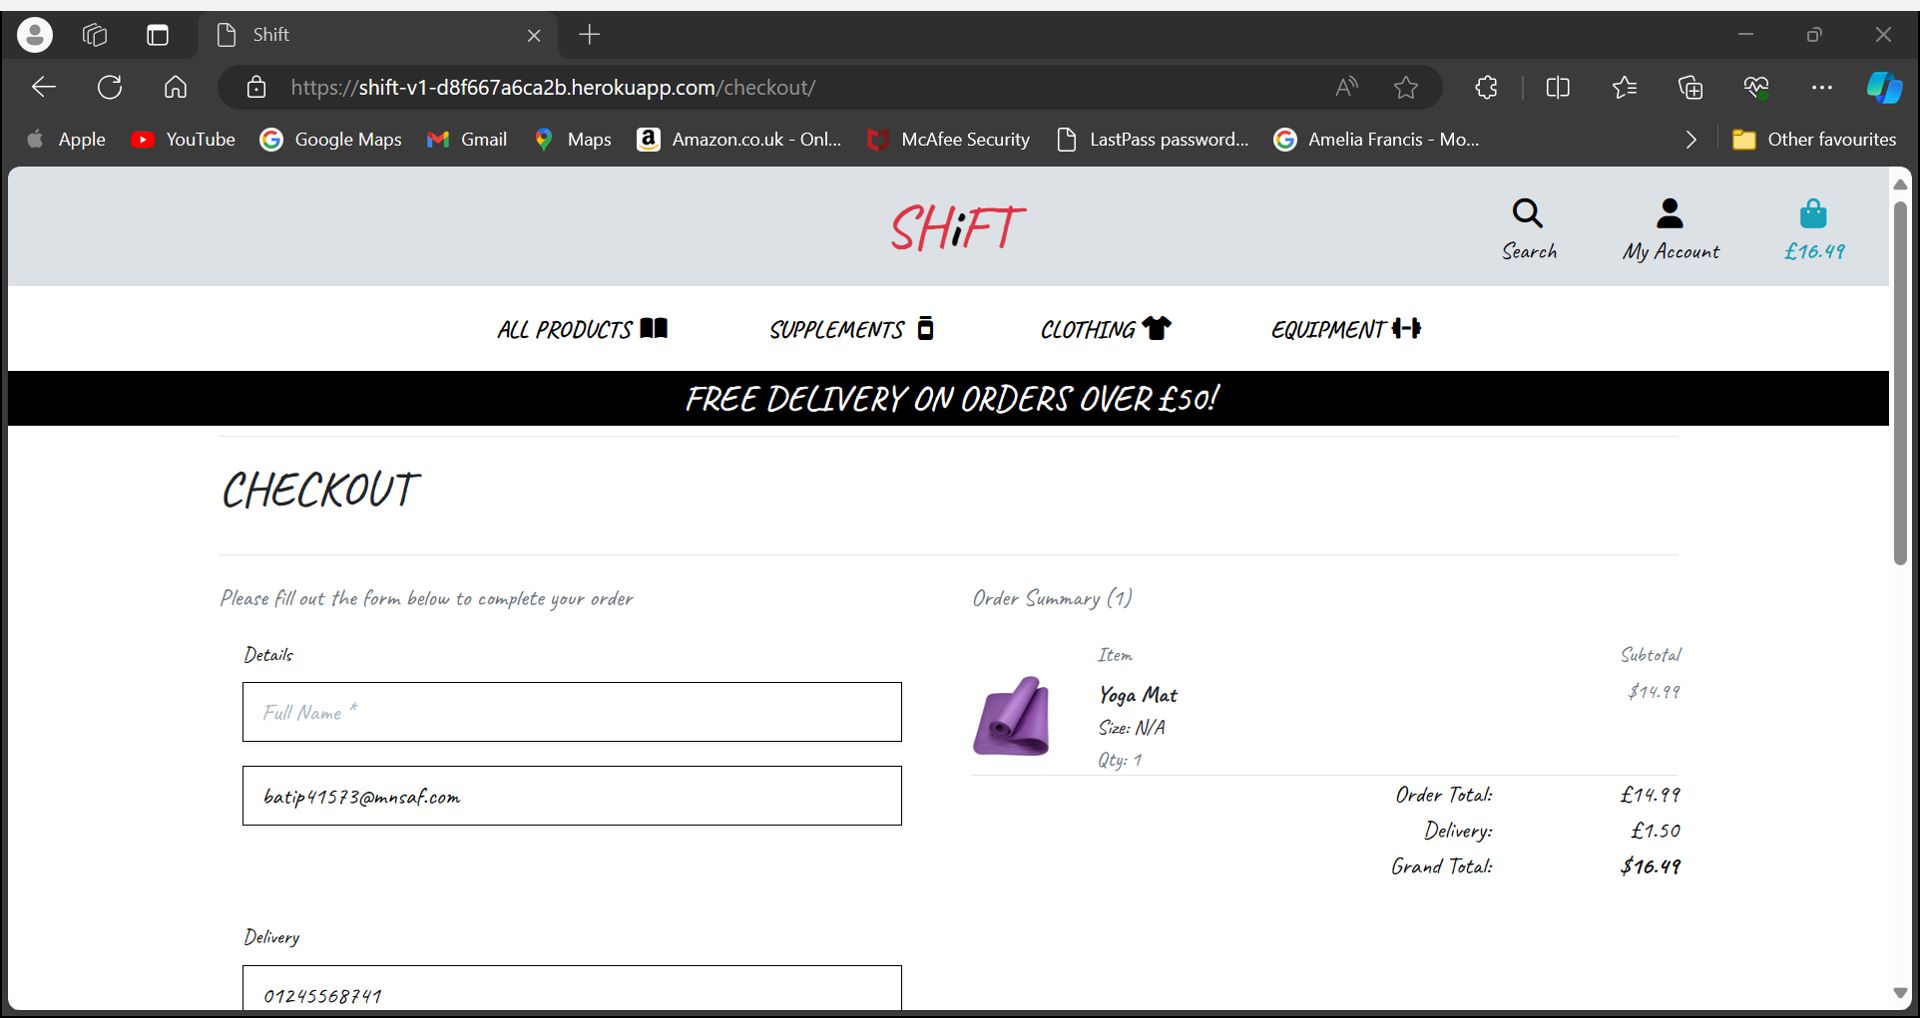 Shift
https://shift-v1-d8f667a6ca2b.herokuapp.com/checkout/
Apple YouTube Google Maps Gmail Maps Amazon.co.uk - Onl... McAfee Security LastPass password... Amelia Francis - Mo... Other favourites
SHiFT
Search My Account £16.49
ALL PRODUCTS SUPPLEMENTS CLOTHING EQUIPMENT
FREE DELIVERY ON ORDERS OVER £50!
CHECKOUT
Please fill out the form below to complete your order
Details
Full Name *
batip41573@mnsaf.com
Delivery
01245568741
Order Summary (1)
Item Subtotal
Yoga Mat $14.99
Size: N/A
Qty: 1
Order Total: £14.99
Delivery: £1.50
Grand Total: $16.49